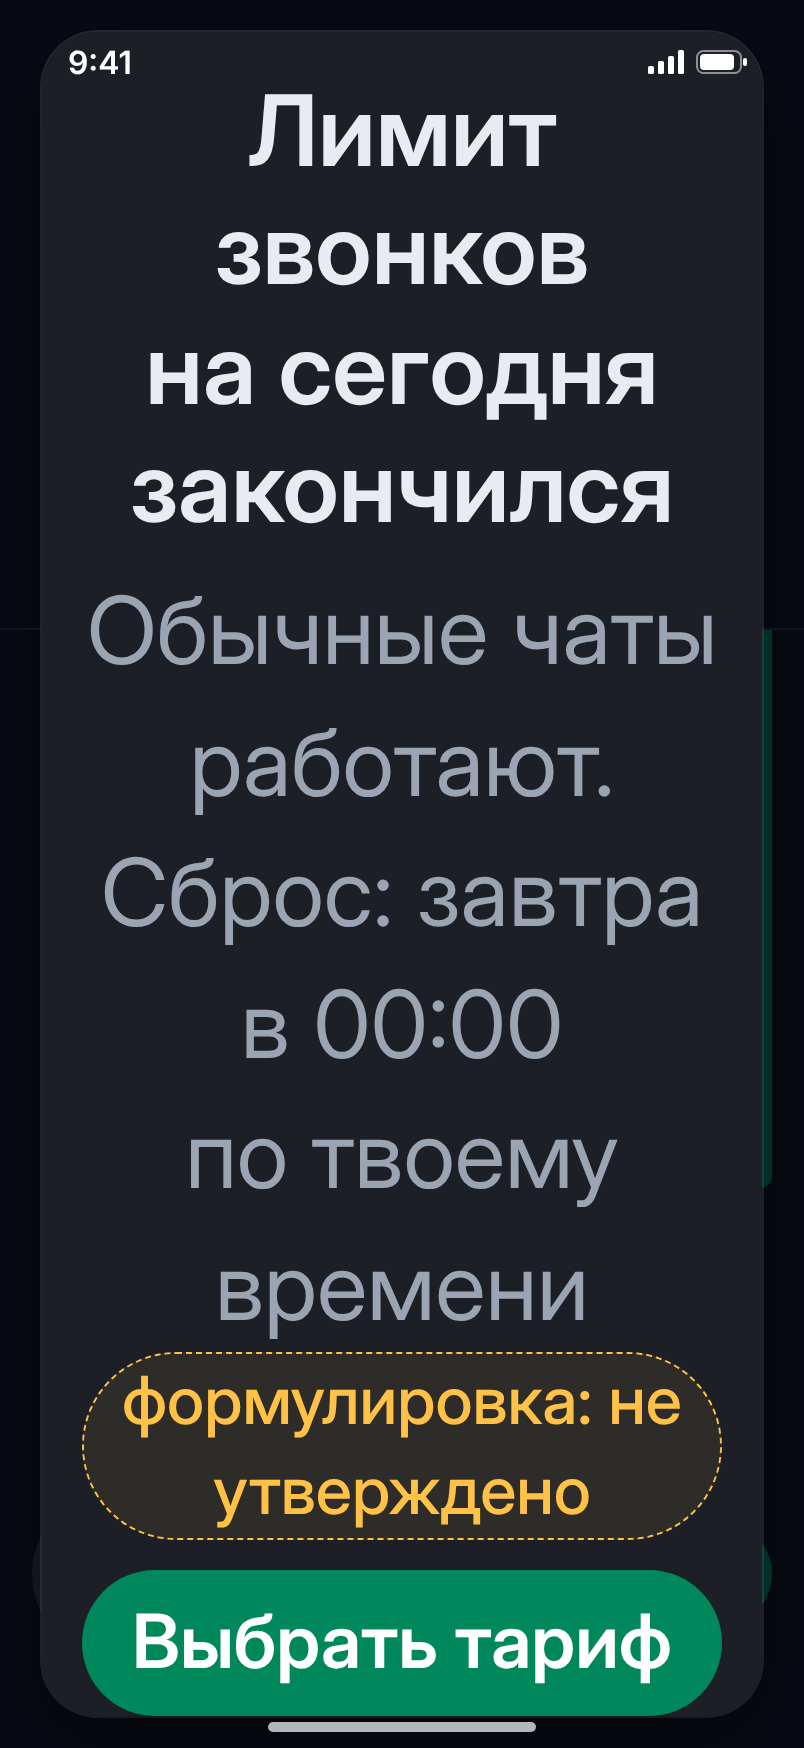 9:41
Лимит
звонков
на сегодня
закончился
Обычные чаты
работают.
Сброс: завтра
в 00:00
по твоему
времени
формулировка: не
утверждено
Выбрать тариф